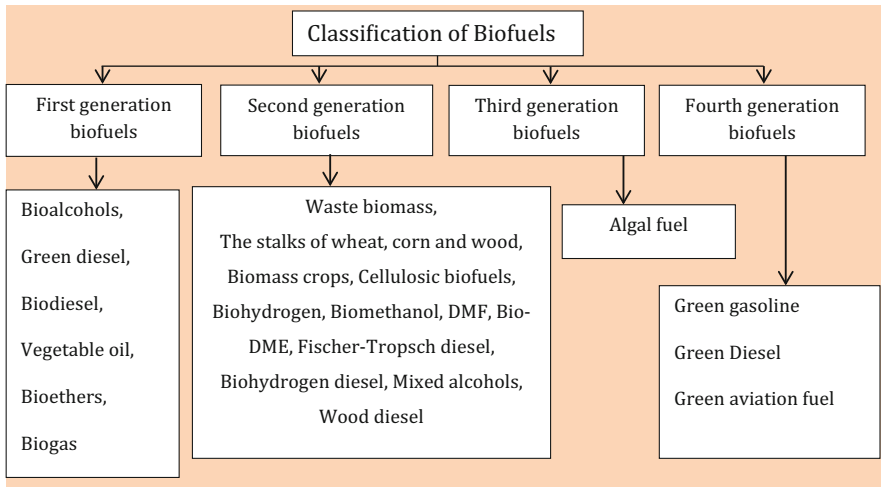 Classification of Biofuels
First generation
biofuels
Second generation
biofuels
Third generation
biofuels
Fourth generation
biofuels
Bioalcohols,
Green diesel,
Biodiesel,
Vegetable oil,
Bioethers,
Biogas
Waste biomass,
The stalks of wheat, corn and wood,
Biomass crops, Cellulosic biofuels,
Biohydrogen, Biomethanol, DMF, Bio-
DME, Fischer-Tropsch diesel,
Biohydrogen diesel, Mixed alcohols,
Wood diesel
Algal fuel
Green gasoline
Green Diesel
Green aviation fuel